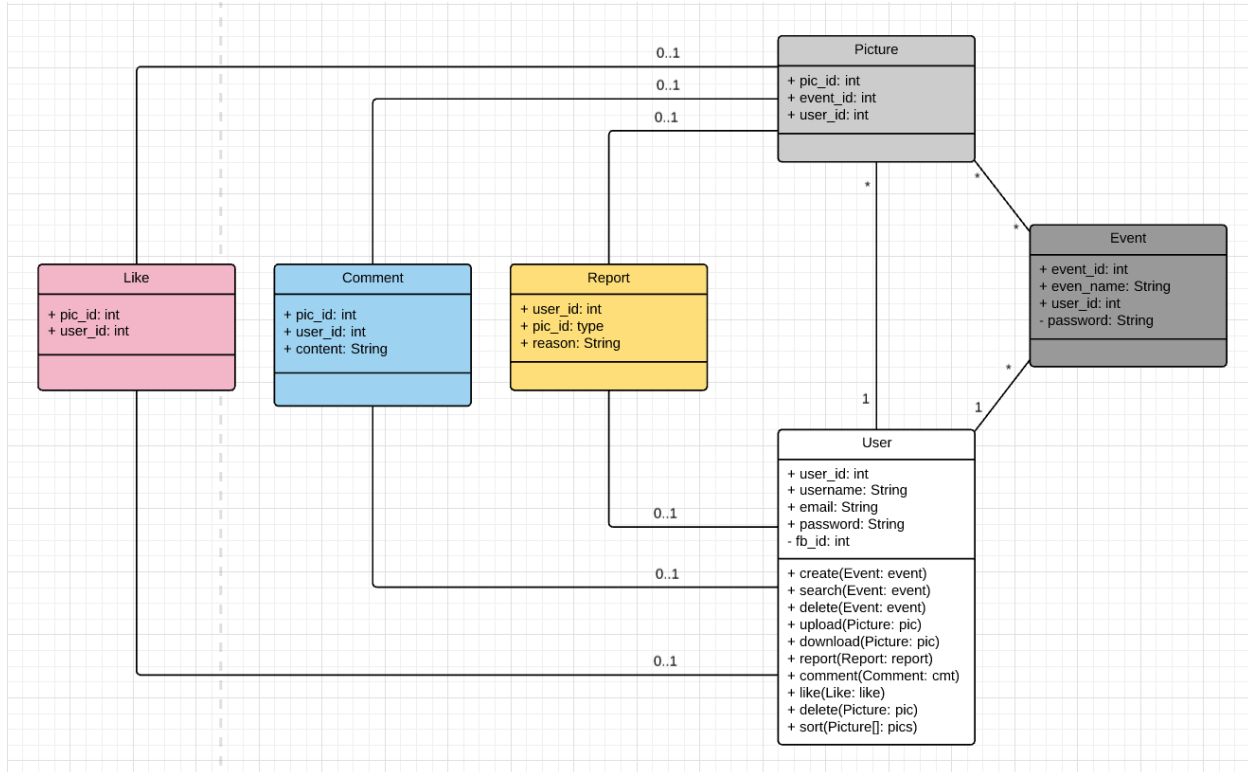 0..1
0..1
0..1
Picture
+ pic_id: int
+ event_id: int
+ user_id: int
*
*
*
Like
+ pic_id: int
+ user_id: int
Comment
+ pic_id: int
+ user_id: int
+ content: String
Report
+ user_id: int
+ pic_id: type
+ reason: String
Event
+ event_id: int
+ even_name: String
+ user_id: int
- password: String
*
1
1
User
+ user_id: int
+ username: String
+ email: String
+ password: String
- fb_id: int
+ create(Event: event)
+ search(Event: event)
+ delete(Event: event)
+ upload(Picture: pic)
+ download(Picture: pic)
+ report(Report: report)
+ comment(Comment: cmt)
+ like(Like: like)
+ delete(Picture: pic)
+ sort(Picture[]: pics)
0..1
0..1
0..1